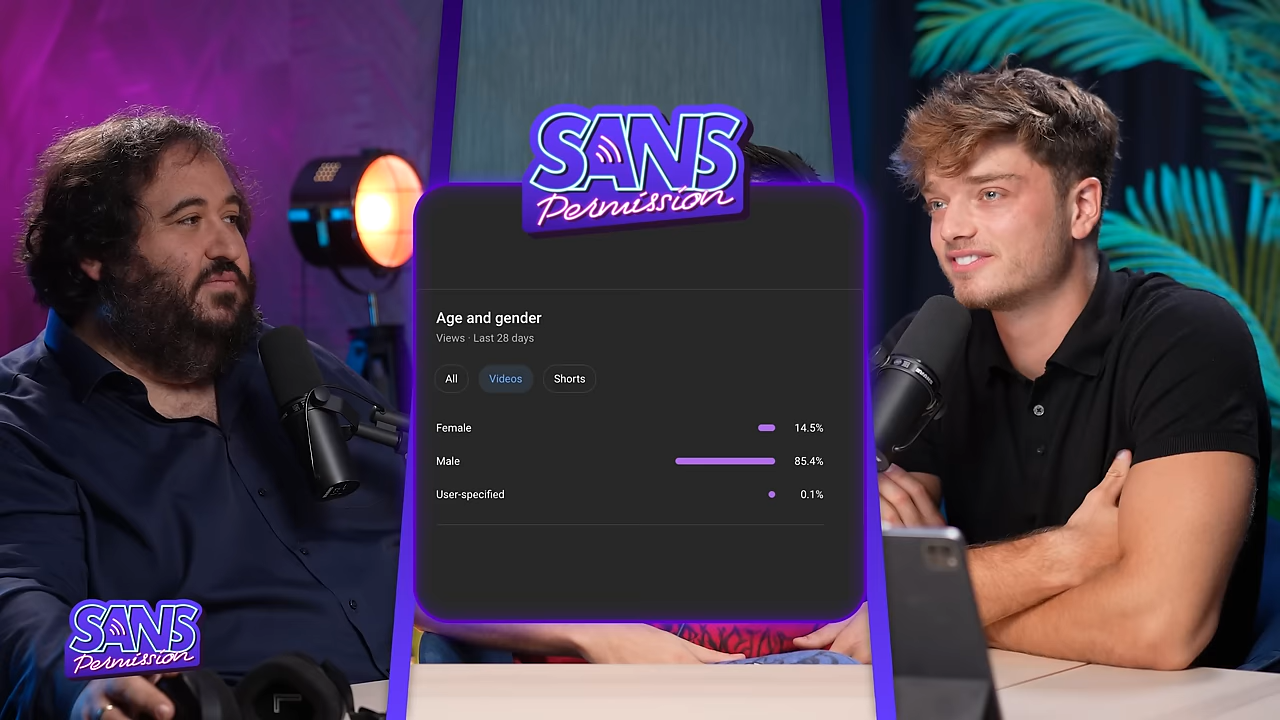 SANS
Permission
Age and gender
Views · Last 28 days
All
Videos
Shorts
Female 14.5%
Male 85.4%
User-specified 0.1%
SANS
Permission